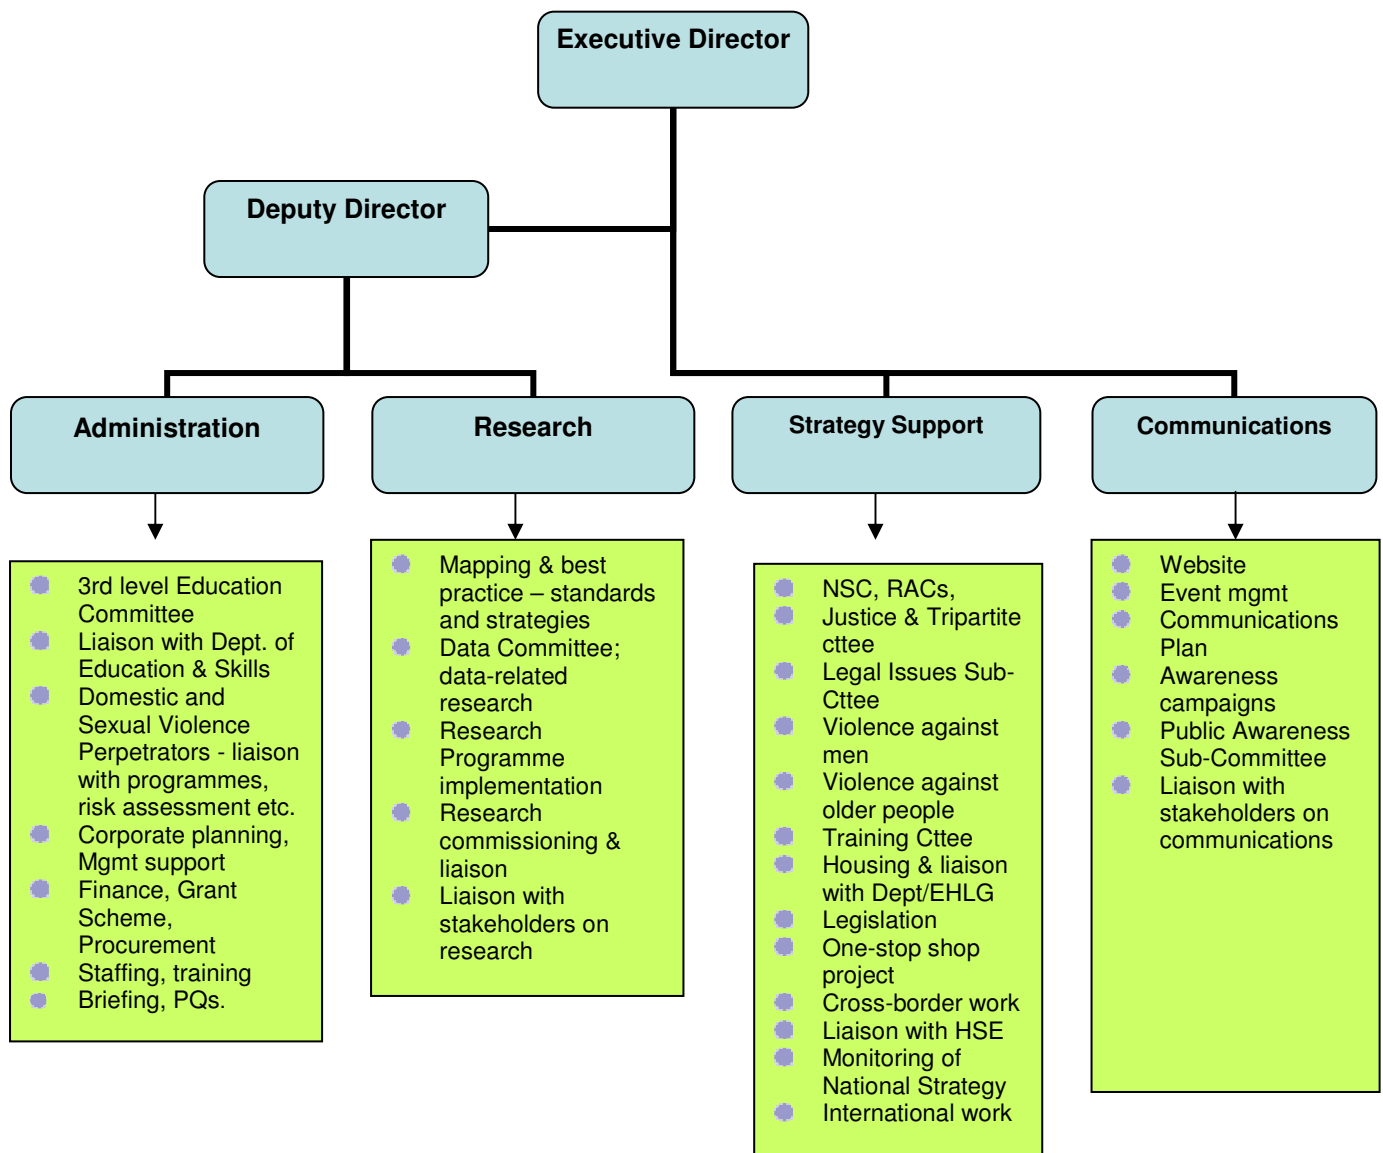 Executive Director
Deputy Director
Administration
Research
Strategy Support
Communications
3rd level Education
Committee
Liaison with Dept. of
Education & Skills
Domestic and
Sexual Violence
Perpetrators - liaison
with programmes,
risk assessment etc.
Corporate planning,
Mgmt support
Finance, Grant
Scheme,
Procurement
Staffing, training
Briefing, PQs.
Mapping & best
practice – standards
and strategies
Data Committee;
data-related
research
Research
Programme
implementation
Research
commissioning &
liaison
Liaison with
stakeholders on
research
NSC, RACs,
Justice & Tripartite
cttee
Legal Issues Sub-
Cttee
Violence against
men
Violence against
older people
Training Cttee
Housing & liaison
with Dept/EHLG
Legislation
One-stop shop
project
Cross-border work
Liaison with HSE
Monitoring of
National Strategy
International work
Website
Event mgmt
Communications
Plan
Awareness
campaigns
Public Awareness
Sub-Committee
Liaison with
stakeholders on
communications